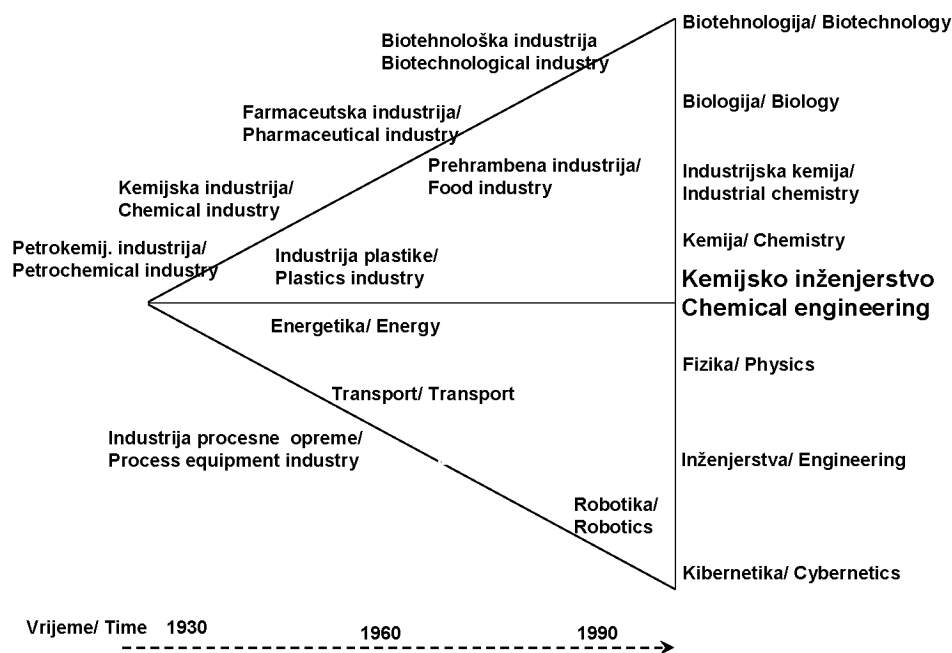 Biotehnologija/ Biotechnology
Biotehnološka industrija
Biotechnological industry
Biologija/ Biology
Farmaceutska industrija/
Pharmaceutical industry
Prehrambena industrija/
Food industry
Industrijska kemija/
Industrial chemistry
Kemijska industrija/
Chemical industry
Kemija/ Chemistry
Petrokemij. industrija/
Petrochemical industry
Industrija plastike/
Plastics industry
Kemijsko inženjerstvo
Chemical engineering
Energetika/ Energy
Fizika/ Physics
Transport/ Transport
Industrija procesne opreme/
Process equipment industry
Inženjerstva/ Engineering
Robotika/
Robotics
Kibernetika/ Cybernetics
Vrijeme/ Time 1930 1960 1990